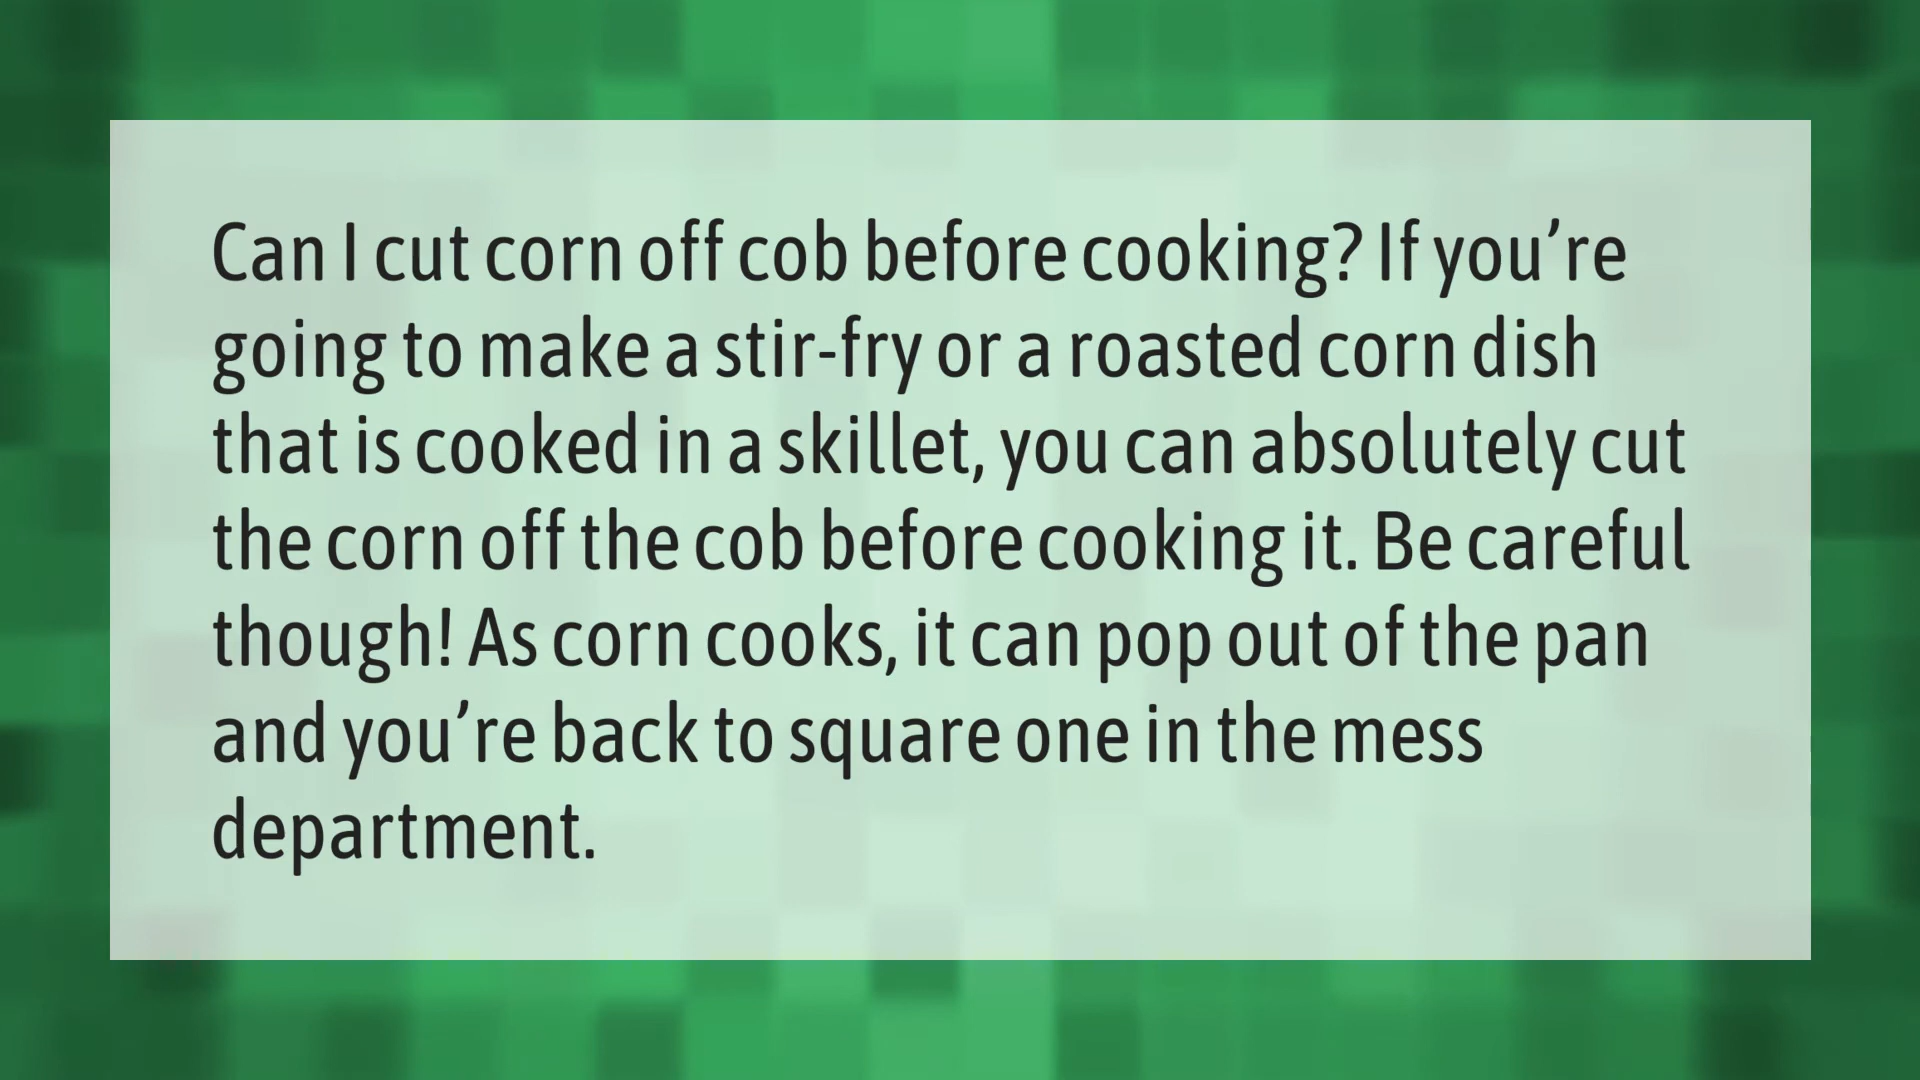 Can I cut corn off cob before cooking? If you’re
going to make a stir-fry or a roasted corn dish
that is cooked in a skillet, you can absolutely cut
the corn off the cob before cooking it. Be careful
though! As corn cooks, it can pop out of the pan
and you’re back to square one in the mess
department.